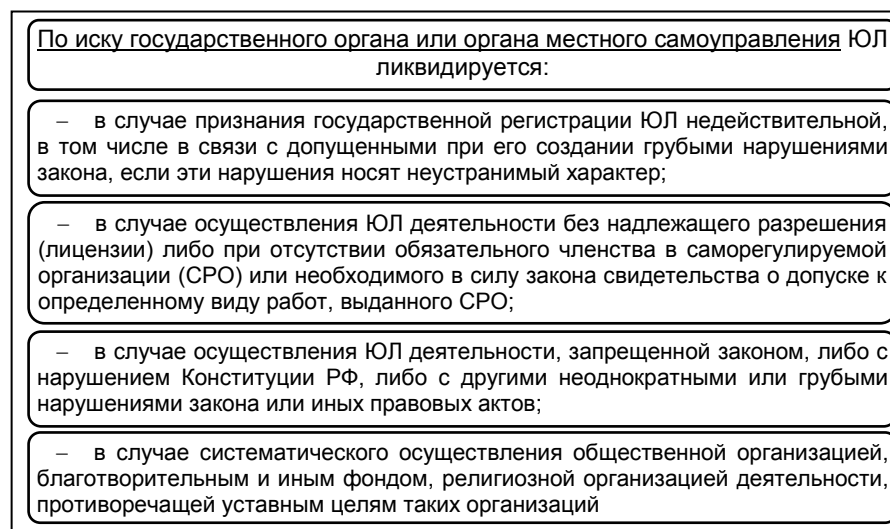 По иску государственного органа или органа местного самоуправления ЮЛ
ликвидируется:
– в случае признания государственной регистрации ЮЛ недействительной,
в том числе в связи с допущенными при его создании грубыми нарушениями
закона, если эти нарушения носят неустранимый характер;
– в случае осуществления ЮЛ деятельности без надлежащего разрешения
(лицензии) либо при отсутствии обязательного членства в саморегулируемой
организации (СРО) или необходимого в силу закона свидетельства о допуске к
определенному виду работ, выданного СРО;
– в случае осуществления ЮЛ деятельности, запрещенной законом, либо с
нарушением Конституции РФ, либо с другими неоднократными или грубыми
нарушениями закона или иных правовых актов;
– в случае систематического осуществления общественной организацией,
благотворительным и иным фондом, религиозной организацией деятельности,
противоречащей уставным целям таких организаций